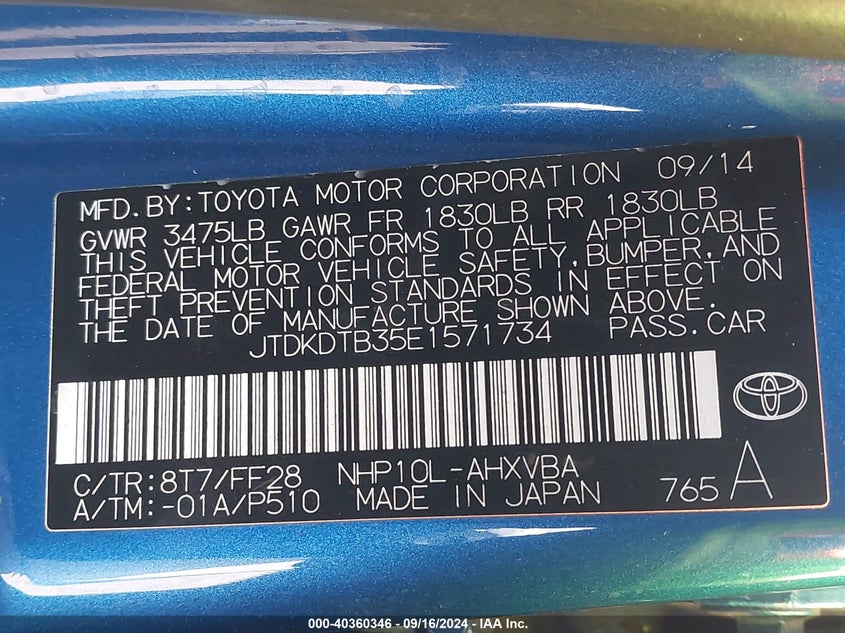 MFD.BY:TOYOTA MOTOR CORPORATION 09/14
GVWR 3475LB GAWR FR 1830LB RR 1830LB
THIS VEHICLE CONFORMS TO ALL APPLICABLE
FEDERAL MOTOR VEHICLE SAFETY,BUMPER,AND
THEFT PREVENTION STANDARDS IN EFFECT ON
THE DATE OF MANUFACTURE SHOWN ABOVE.
JTDKDTB35E1571734 PASS.CAR
C/TR:8T7/FF28 NHP10L-AHXVBA
A/TM:-01A/P510 MADE IN JAPAN 765 A
000-40360346 - 09/16/2024 - IAA Inc.